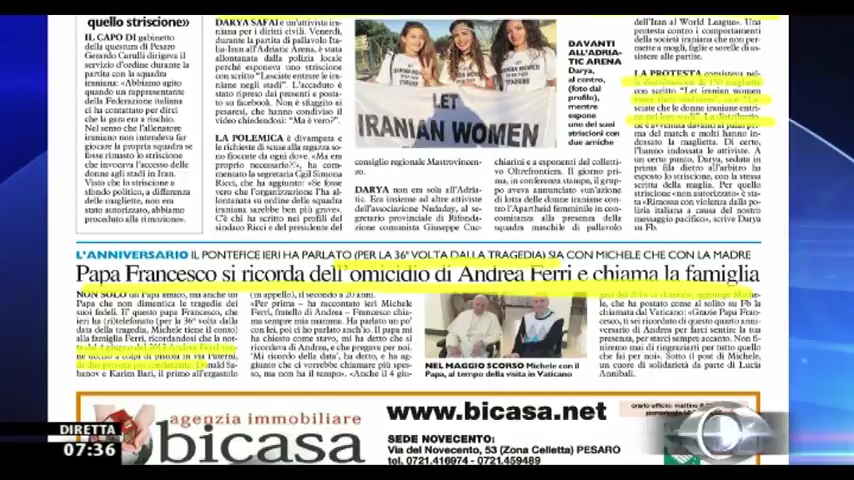 quello striscione»
IL CAPO DI gabinetto
della questura di Pesaro
Gerardo Carulli dirigeva
il servizio d'ordine durante
la partita con la squadra
iraniana: «Abbiamo agito
quando un rappresentante
della Federazione italiana
ci ha contattato per dirci
che la gara era a rischio.
Nel senso che l'allenatore
iraniano non intendeva far
giocare la propria squadra se
fosse rimasto lo striscione
che invocava l'accesso delle
donne agli stadi in Iran.
Visto che lo striscione e
sfondo politico, a differenza
delle magliette, non era
stato autorizzato, abbiamo
proceduto alla rimozione».
DARYA SAFAI è un'attivista ira-
niana per i diritti civili. Venerdì,
durante la partita di pallavolo Ita-
lia-Iran all'Adriatic Arena, è stata
allontanata dalla polizia locale
perché esponeva uno striscione
con scritto "Lasciate entrare le ira-
niane negli stadi". L'accaduto è
stato ripreso dai presenti e posta-
to su facebook. Non è sfuggito ai
pesaresi, che hanno condiviso il
video chiedendosi: "Ma è vero?".
LA POLEMICA è divampata e
le richieste di scuse alla ragazza so-
no fioccate da ogni dove. «Ma era
proprio necessario?!», ha com-
mentato la segretaria Cgil Simona
Ricci, che ha aggiunto: «Se fosse
vero che l'organizzazione l'ha al-
lontanata su ordine della squadra
iraniana sarebbe ben più grave».
C'è chi ha scritto nei profili del
sindaco Ricci e del presidente del
LET
IRANIAN WOMEN
DAVANTI
ALL'ADRIA-
TIC ARENA
Darya,
al centro,
(foto dal
profilo),
mentre
espone
uno dei
suoi striscioni
con due
amiche
consiglio regionale Mastrovincen-
zo.
DARYA non era sola all'Adria-
tic. Era insieme ad altre attiviste
dell'associazione Nadaday, al se-
gretario provinciale di Rifonda-
zione comunista Giuseppe Cuc-
chiarini e a esponenti del colletti-
vo Oltrefrontiera. Il giorno prima,
in conferenza stampa, il grup-
po aveva annunciato «un'azione
di lotta delle donne iraniane con-
tro l'Apartheid femminile in con-
comitanza alla presenza della
squadra maschile di pallavolo
dell'Iran al World League». Una
protesta contro i comportamenti
della società iraniana che non per-
mette a mogli, figlie e sorelle di as-
sistere alle partite.
LA PROTESTA consisteva nel-
la distribuzione di 150 magliette
con scritto "Let iranian women
enter their stadiums", con "La-
sciate che le donne iraniane entri-
no nei loro stadi". La distribuzio-
ne è avvenuta davanti al palas pri-
ma del match e molti hanno in-
dossato la maglietta. Di certo,
l'hanno indossata le attiviste. A
un certo punto, Darya, seduta in
prima fila dietro all'arbitro ha
esposto lo striscione, con la stessa
scritta della maglia. Per quello
striscione «non autorizzato» è sta-
ta «Rimossa con violenza dalla po-
lizia italiana a causa del nostro
messaggio pacifico», scrive Darya
su Fb.
L'ANNIVERSARIO IL PONTEFICE IERI HA PARLATO (PER LA 36ª VOLTA DALLA TRAGEDIA) SIA CON MICHELE CHE CON LA MADRE
Papa Francesco si ricorda dell'omicidio di Andrea Ferri e chiama la famiglia
NON SOLO un Papa amico, ma anche un
Papa che non dimentica le tragedie dei
suoi fedeli. E' questo papa Francesco, che
ieri ha (ri)telefonato (per la 36ª volta dalla
data della tragedia, Michele tiene il conto)
alla famiglia Ferri, ricordandosi che la not-
te del 4 giugno del 2013 Andrea Ferri ven-
ne ucciso a colpi di pistola in via Paterni,
da due persone poi condannate: Donald Sa-
banov e Karim Bari, il primo all'ergastolo
(in appello), il secondo a 20 anni.
«Per prima – ha raccontato ieri Michele
Ferri, fratello di Andrea – Francesco chia-
ma sempre mia mamma. Ha parlato un po'
con lei, poi ci ho parlato anch'io. Il papa mi
ha chiesto come stavo, mi ha detto che si
ricordava di Andrea, e che pregava per noi.
'Mi ricordo della data', ha detto, e ha ag-
giunto che ci vorrebbe chiamare più spes-
so, ma non ha il tempo». «Anche il 4 giu-
NEL MAGGIO SCORSO Michele con il
Papa, al tempo della visita in Vaticano
le, che ha postato come al solito su Fb la
chiamata dal Vaticano: «Grazie Papa Fran-
cesco, ti sei ricordato di questo quarto anni-
versario di Andrea per farci sentire la tua
presenza, per starci sempre accanto. Non fi-
niremo mai di ringraziarti per tutto quello
che fai per noi». Sotto il post di Michele,
un cuore di solidarietà da parte di Lucia
Annibali.
agenzia immobiliare
bicasa
www.bicasa.net
SEDE NOVECENTO:
Via del Novecento, 53 (Zona Celletta) PESARO
tel. 0721.416974 - 0721.459489
DIRETTA
07:36